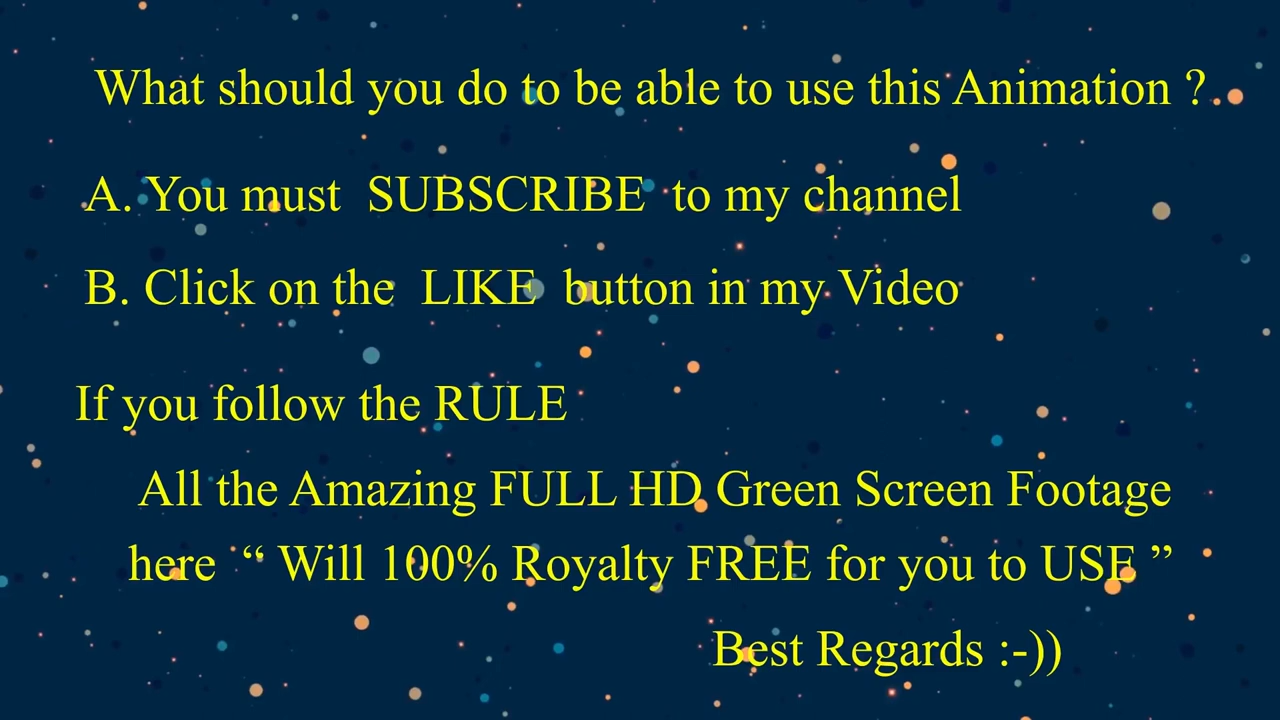 What should you do to be able to use this Animation ?
A. You must SUBSCRIBE to my channel
B. Click on the LIKE button in my Video
If you follow the RULE
All the Amazing FULL HD Green Screen Footage
here “ Will 100% Royalty FREE for you to USE ”
Best Regards :-))